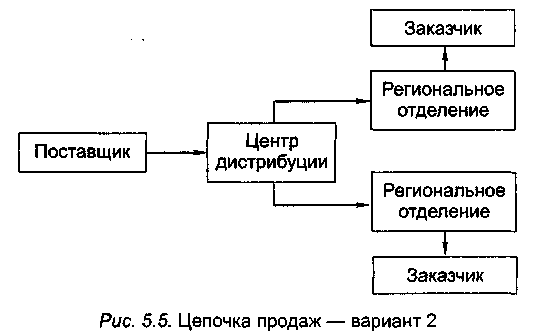 Заказчик
Региональное
отделение
Поставщик
Центр
дистрибуции
Региональное
отделение
Заказчик
Рис. 5.5. Цепочка продаж — вариант 2